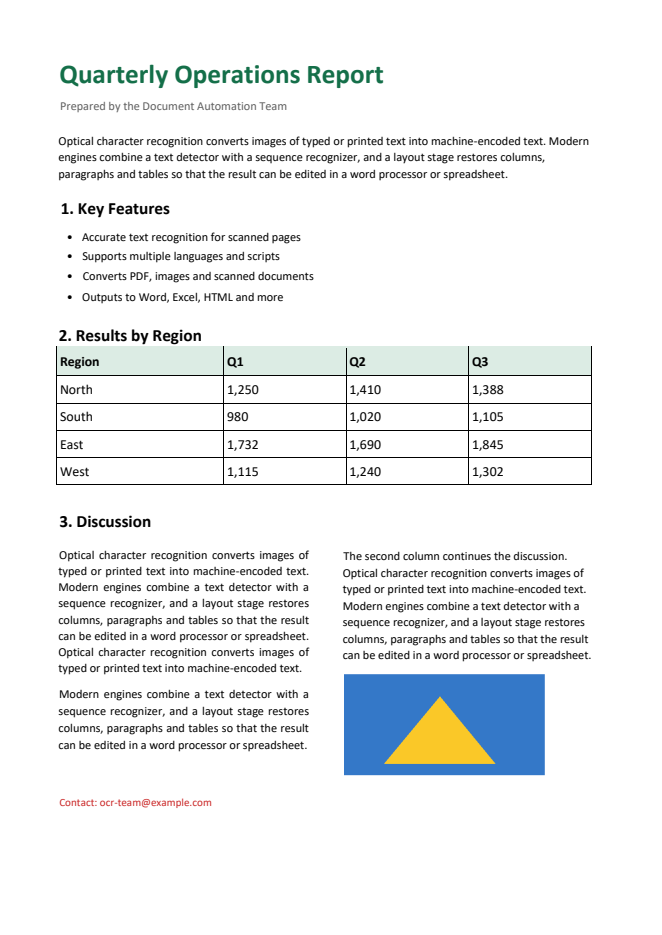 Quarterly Operations Report
Prepared by the Document Automation Team
Optical character recognition converts images of typed or printed text into machine-encoded text. Modern
engines combine a text detector with a sequence recognizer, and a layout stage restores columns,
paragraphs and tables so that the result can be edited in a word processor or spreadsheet.
1. Key Features
• Accurate text recognition for scanned pages
• Supports multiple languages and scripts
• Converts PDF, images and scanned documents
• Outputs to Word, Excel, HTML and more
2. Results by Region
Region Q1 Q2 Q3
North 1,250 1,410 1,388
South 980 1,020 1,105
East 1,732 1,690 1,845
West 1,115 1,240 1,302
3. Discussion
Optical character recognition converts images of
typed or printed text into machine-encoded text.
Modern engines combine a text detector with a
sequence recognizer, and a layout stage restores
columns, paragraphs and tables so that the result
can be edited in a word processor or spreadsheet.
Optical character recognition converts images of
typed or printed text into machine-encoded text.
Modern engines combine a text detector with a
sequence recognizer, and a layout stage restores
columns, paragraphs and tables so that the result
can be edited in a word processor or spreadsheet.
The second column continues the discussion.
Optical character recognition converts images of
typed or printed text into machine-encoded text.
Modern engines combine a text detector with a
sequence recognizer, and a layout stage restores
columns, paragraphs and tables so that the result
can be edited in a word processor or spreadsheet.
Contact: ocr-team@example.com